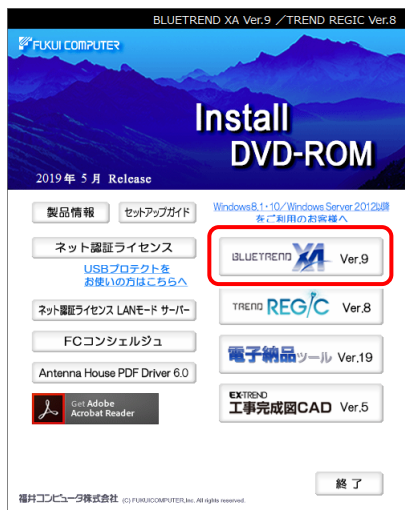 BLUETREND XA Ver.9 ／TREND REGIC Ver.8
FUKUI COMPUTER
Install
DVD-ROM
2019年 5月 Release
製品情報
セットアップガイド
Windows8.1・10／Windows Server 2012以降
をご利用のお客様へ
ネット認証ライセンス
USBプロテクトを
お使いの方はこちらへ
BLUETREND XA Ver.9
ネット認証ライセンス LANモード サーバー
TREND REGIC Ver.8
FCコンシェルジュ
電子納品ツール Ver.19
Antenna House PDF Driver 6.0
Get Adobe
Acrobat Reader
EX-TREND
工事完成図CAD Ver.5
終了
福井コンピュータ株式会社 (C) FUKUICOMPUTER,Inc. All rights reserved.